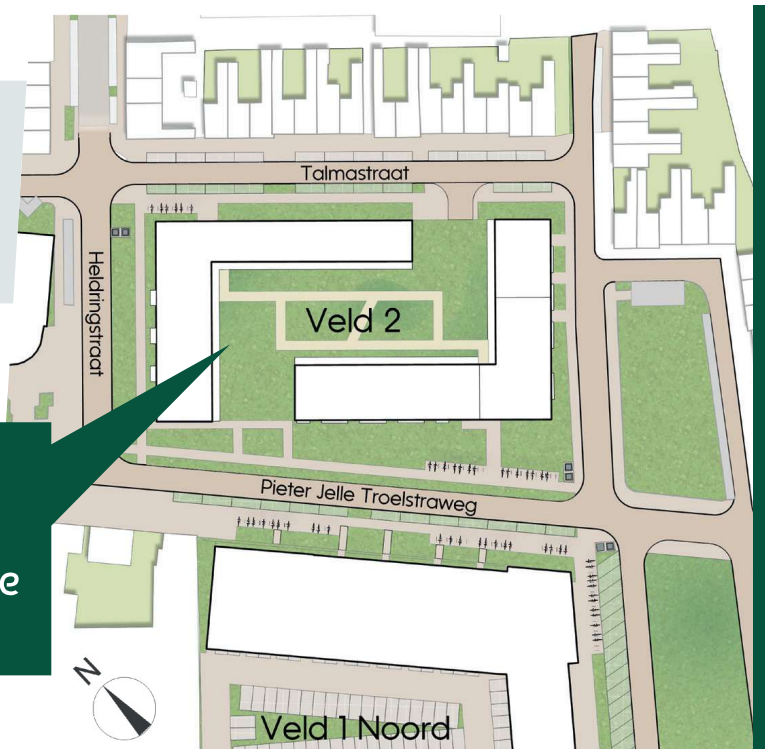 Talmastraat
Heldringstraat
Veld 2
Pieter Jelle Troelstraweg
e
N
Veld 1 Noord